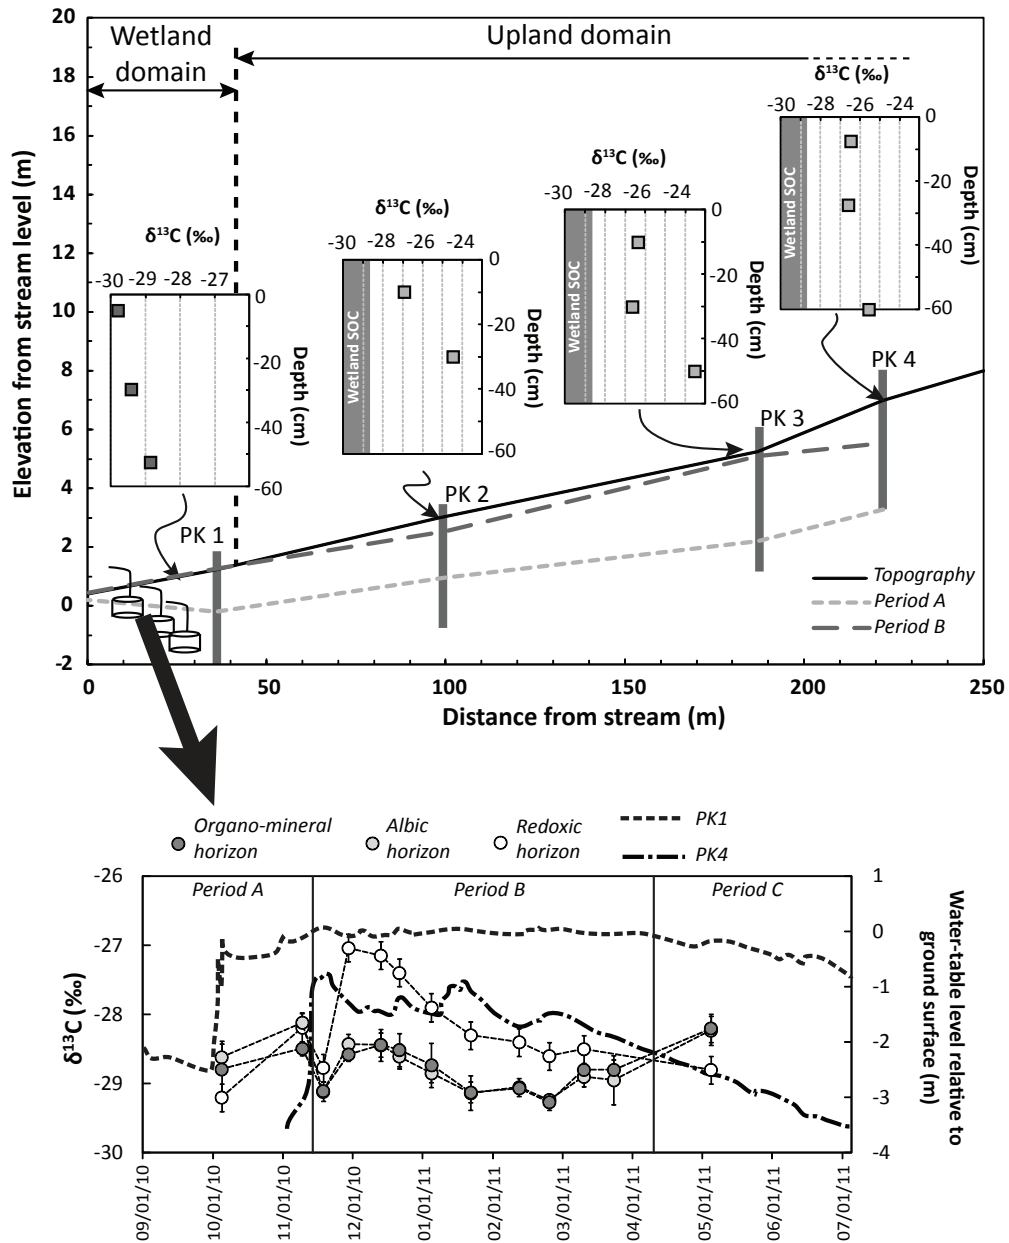 Wetland
domain
Upland domain
Elevation from stream level (m)
20
18
16
14
12
10
8
6
4
2
0
-2
δ¹³C (‰)
-30 -29 -28 -27
0
-20
-40
-60
Depth (cm)
δ¹³C (‰)
-30 -28 -26 -24
0
-20
-40
-60
Depth (cm)
Wetland SOC
δ¹³C (‰)
-30 -28 -26 -24
0
-20
-40
-60
Depth (cm)
Wetland SOC
δ¹³C (‰)
-30 -28 -26 -24
0
-20
-40
-60
Depth (cm)
Wetland SOC
PK 1
PK 2
PK 3
PK 4
Topography
Period A
Period B
0 50 100 150 200 250
Distance from stream (m)
Organo-mineral
horizon
Albic
horizon
Redoxic
horizon
PK1
PK4
Period A
Period B
Period C
δ¹³C (‰)
-26
-27
-28
-29
-30
1
0
-1
-2
-3
-4
Water-table level relative to
ground surface (m)
09/01/10
10/01/10
11/01/10
12/01/10
01/01/11
02/01/11
03/01/11
04/01/11
05/01/11
06/01/11
07/01/11